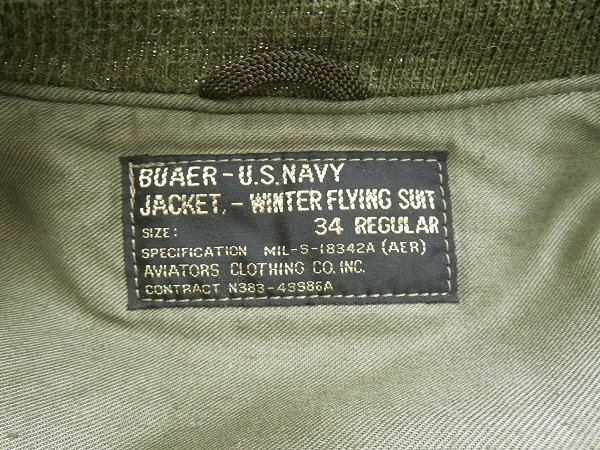 BUAER - U.S. NAVY
JACKET. - WINTER FLYING SUIT
SIZE: 34 REGULAR
SPECIFICATION MIL-S-18342A (AER)
AVIATORS CLOTHING CO. INC.
CONTRACT N383-49986A